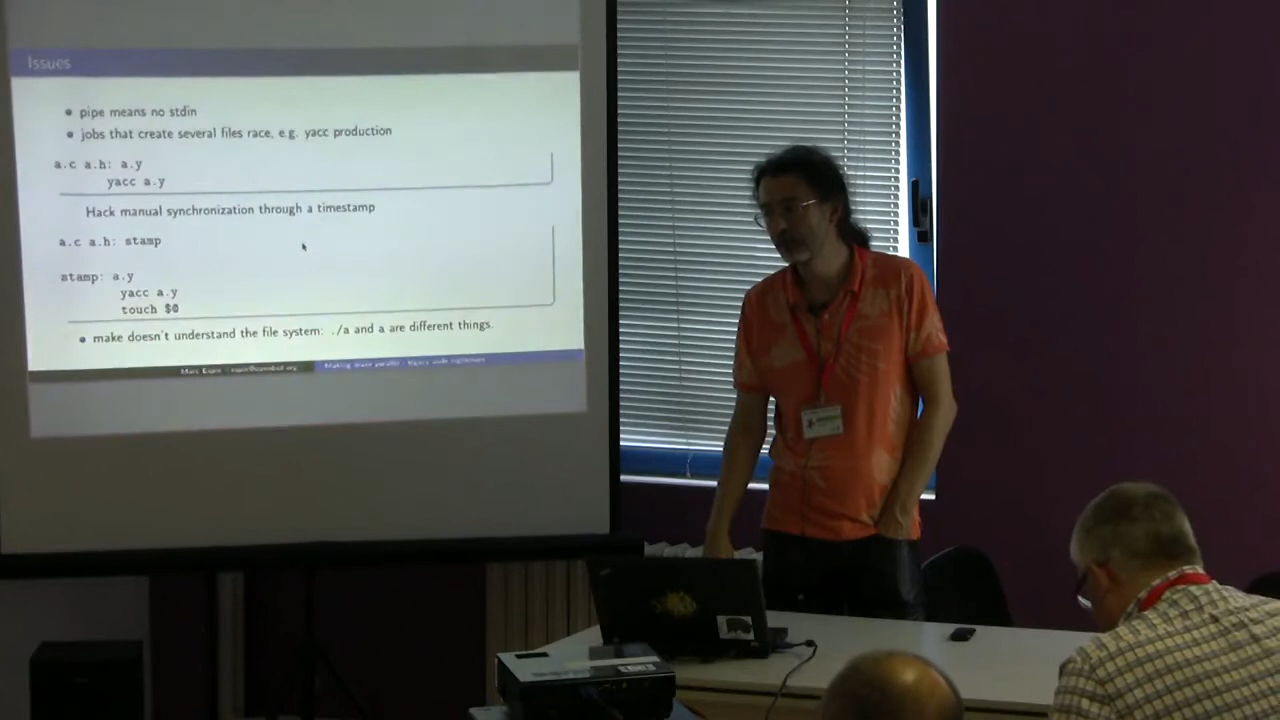 Issues
pipe means no stdin
jobs that create several files race, e.g. yacc production
a.c a.h: a.y
yacc a.y
Hack manual synchronization through a timestamp
a.c a.h: stamp
stamp: a.y
yacc a.y
touch $@
make doesn't understand the file system: ./a and a are different things.
Marc